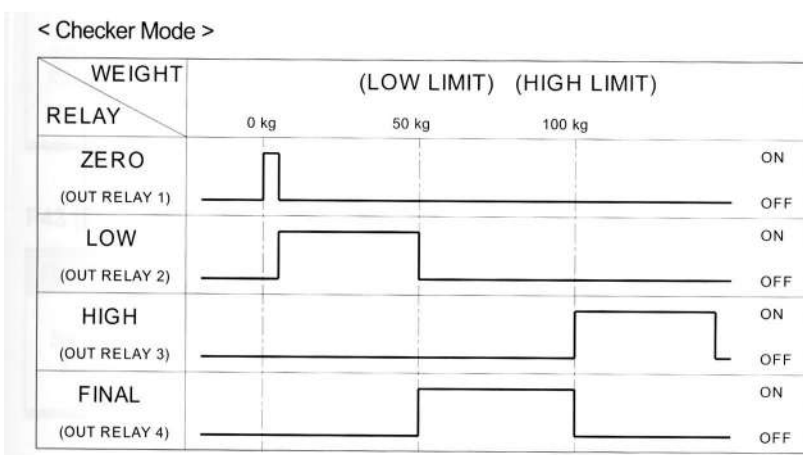 < Checker Mode >
WEIGHT
(LOW LIMIT) (HIGH LIMIT)
RELAY
0 kg 50 kg 100 kg
ZERO ON
(OUT RELAY 1) OFF
LOW ON
(OUT RELAY 2) OFF
HIGH ON
(OUT RELAY 3) OFF
FINAL ON
(OUT RELAY 4) OFF